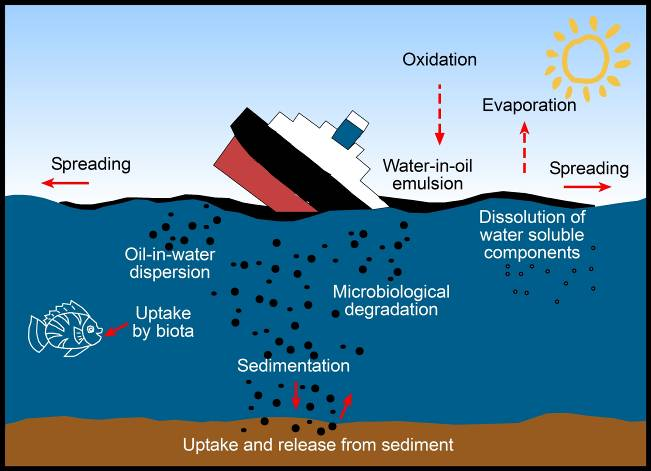 Oxidation
Evaporation
Spreading
Water-in-oil
emulsion
Spreading
Dissolution of
water soluble
components
Oil-in-water
dispersion
Microbiological
degradation
Uptake
by biota
Sedimentation
Uptake and release from sediment